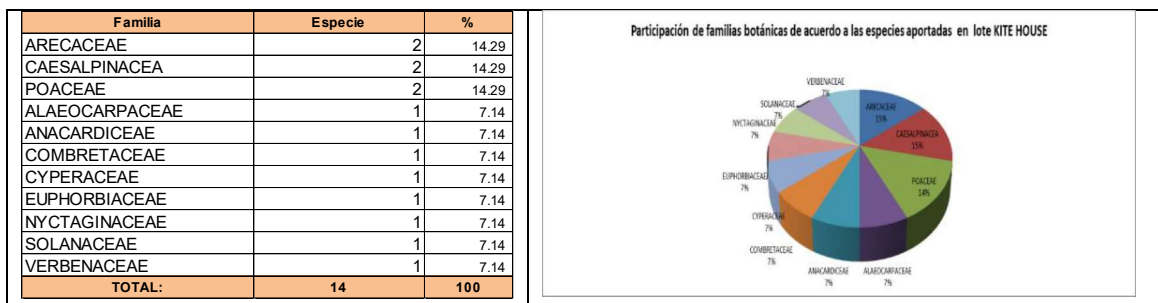 Familia Especie %
ARECACEAE 2 14.29
CAESALPINACEA 2 14.29
POACEAE 2 14.29
ALAEOCARPACEAE 1 7.14
ANACARDICEAE 1 7.14
COMBRETACEAE 1 7.14
CYPERACEAE 1 7.14
EUPHORBIACEAE 1 7.14
NYCTAGINACEAE 1 7.14
SOLANACEAE 1 7.14
VERBENACEAE 1 7.14
TOTAL: 14 100
Participación de familias botánicas de acuerdo a las especies aportadas en lote KITE HOUSE
VERBENACEAE
7%
SOLANACEAE
7%
NYCTAGINACEAE
7%
EUPHORBIACEAE
7%
CYPERACEAE
7%
COMBRETACEAE
7%
ANACARDICEAE
7%
ALAEOCARPACEAE
7%
POACEAE
14%
CAESALPINACEA
15%
ARECACEAE
15%